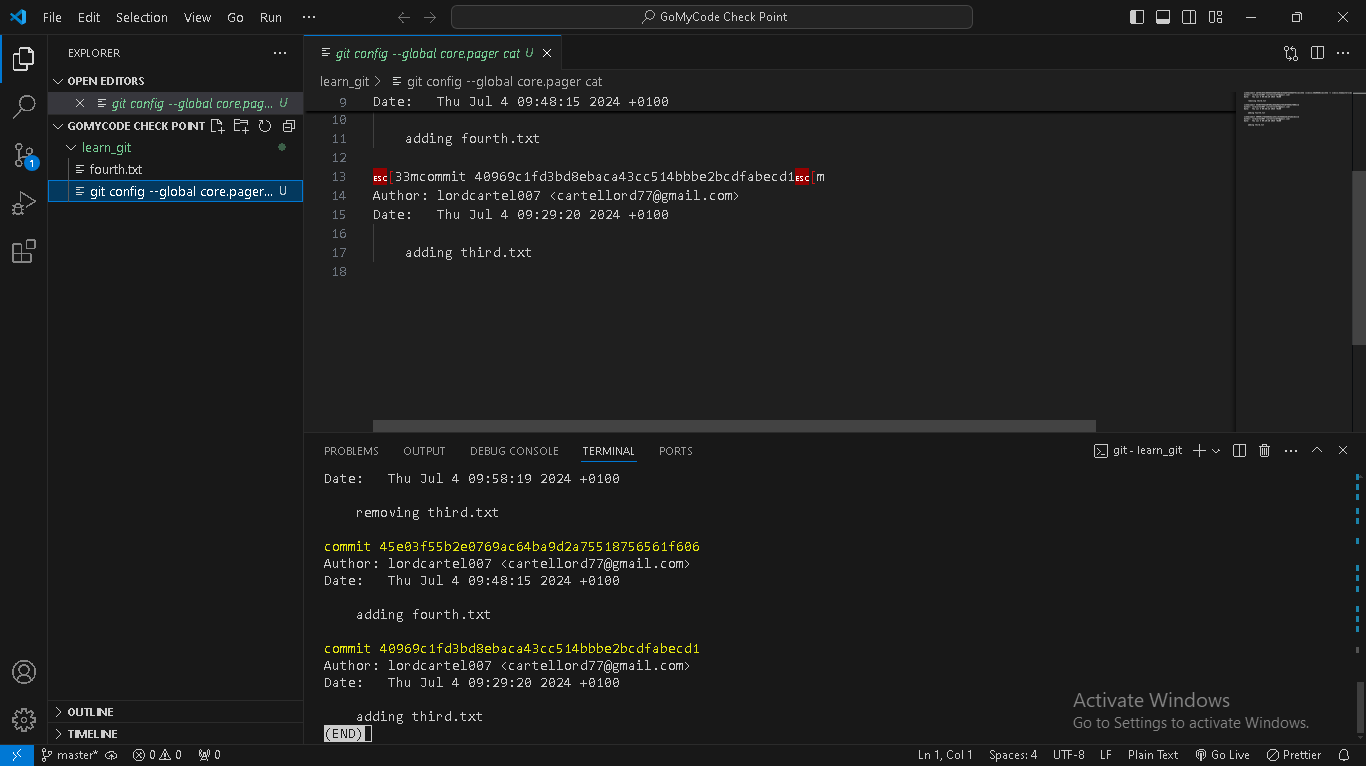 File Edit Selection View Go Run ··· GoMyCode Check Point
EXPLORER ···
OPEN EDITORS
git config --global core.pag... U
GOMYCODE CHECK POINT
learn_git
fourth.txt
git config --global core.pager... U
OUTLINE
TIMELINE
git config --global core.pager cat U
learn_git > git config --global core.pager cat
9 Date:   Thu Jul 4 09:48:15 2024 +0100
10
11     adding fourth.txt
12
13 ESC[33mcommit 40969c1fd3bd8ebaca43cc514bbbe2bcdfabecd1ESC[m
14 Author: lordcartel007 <cartellord77@gmail.com>
15 Date:   Thu Jul 4 09:29:20 2024 +0100
16
17     adding third.txt
18
PROBLEMS OUTPUT DEBUG CONSOLE TERMINAL PORTS git - learn_git
Date:   Thu Jul 4 09:58:19 2024 +0100
removing third.txt
commit 45e03f55b2e0769ac64ba9d2a75518756561f606
Author: lordcartel007 <cartellord77@gmail.com>
Date:   Thu Jul 4 09:48:15 2024 +0100
adding fourth.txt
commit 40969c1fd3bd8ebaca43cc514bbbe2bcdfabecd1
Author: lordcartel007 <cartellord77@gmail.com>
Date:   Thu Jul 4 09:29:20 2024 +0100
adding third.txt
(END)
Activate Windows
Go to Settings to activate Windows.
1
master* 0 0 0 Ln 1, Col 1 Spaces: 4 UTF-8 LF Plain Text Go Live Prettier